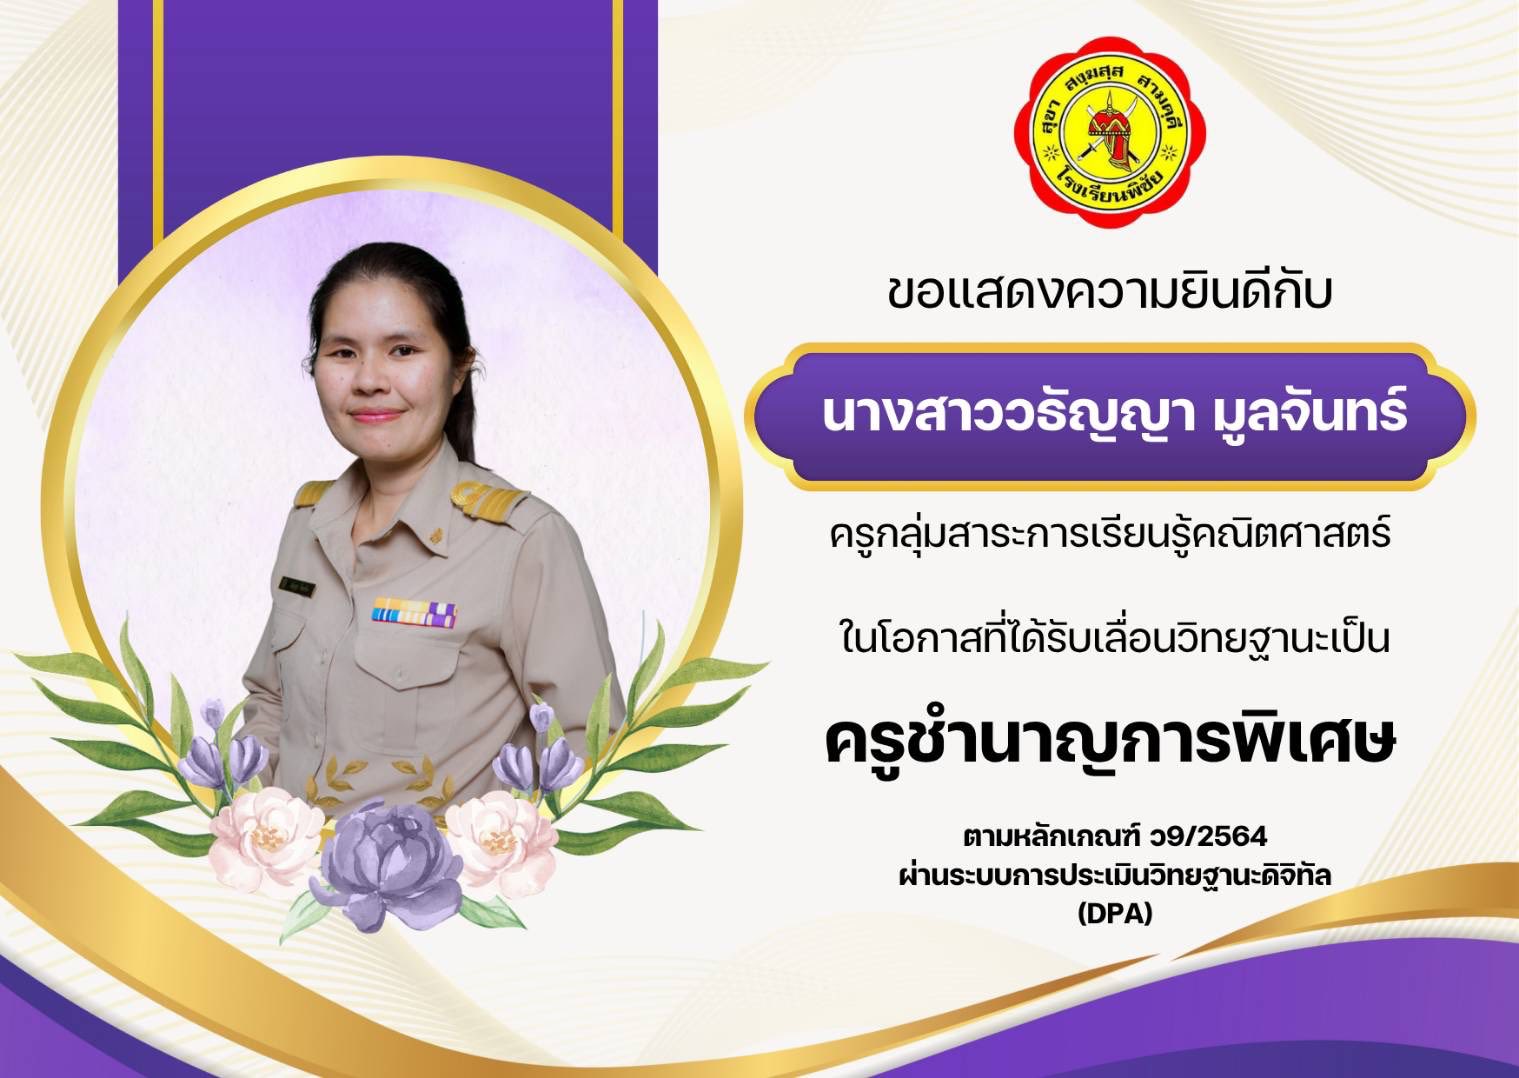 สุขา สงฺฆสฺส สามคฺคี
โรงเรียนพิชัย
ขอแสดงความยินดีกับ
นางสาววธัญญา มูลจันทร์
ครูกลุ่มสาระการเรียนรู้คณิตศาสตร์
ในโอกาสที่ได้รับเลื่อนวิทยฐานะเป็น
ครูชำนาญการพิเศษ
ตามหลักเกณฑ์ ว9/2564
ผ่านระบบการประเมินวิทยฐานะดิจิทัล
(DPA)